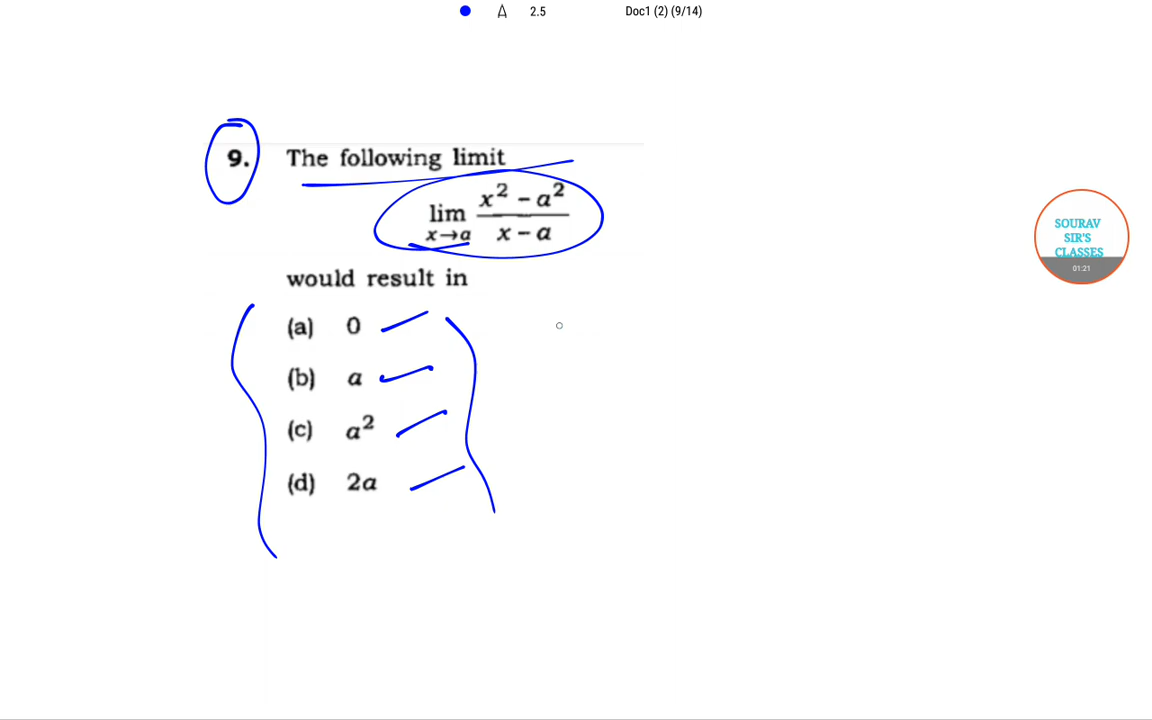 2.5 Doc1 (2) (9/14)
9. The following limit
lim x→a (x² − a²)/(x − a)
would result in
(a) 0
(b) a
(c) a²
(d) 2a
SOURAV
SIR'S
CLASSES
01:21